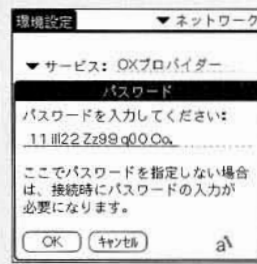 環境設定
▼ ネットワーク
▼ サービス: OXプロバイダー
パスワード
パスワードを入力してください:
ここでパスワードを指定しない場合
は、接続時にパスワードの入力が
必要になります。
OK
キャンセル